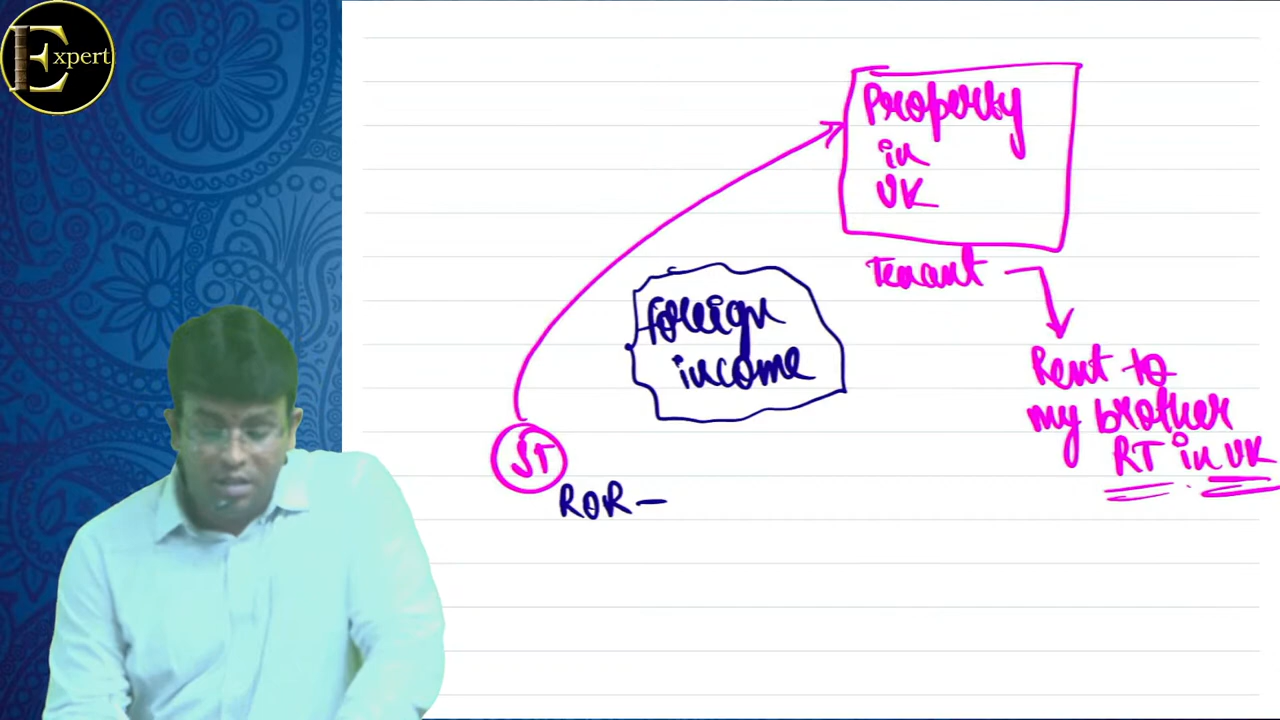 Expert
Property
in
UK
Tenant
Rent to
my brother
RT in UK
foreign
income
ST
ROR —